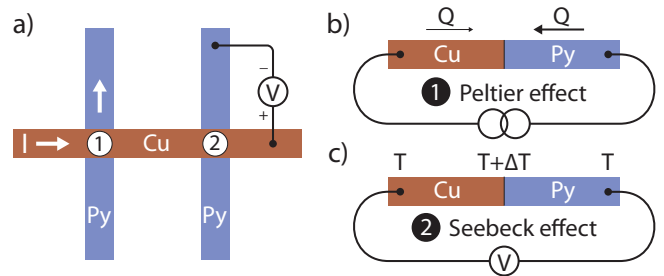 a)
I
1
Cu
2
Py
Py
−
V
+
b)
Q
Q
Cu
Py
1 Peltier effect
c)
T
T+ΔT
T
Cu
Py
2 Seebeck effect
V